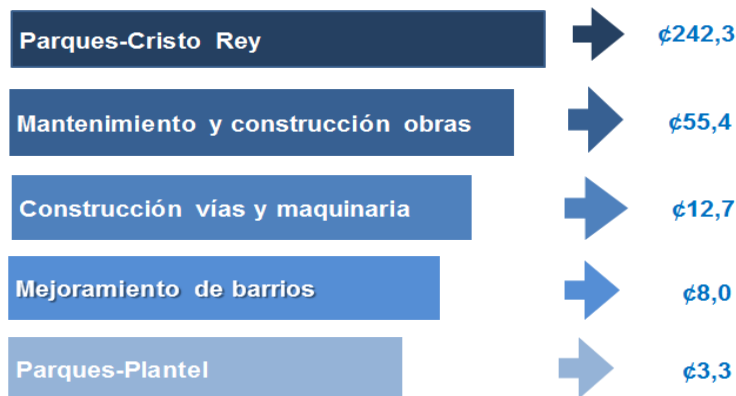 Parques-Cristo Rey ¢242,3
Mantenimiento y construcción obras ¢55,4
Construcción vías y maquinaria ¢12,7
Mejoramiento de barrios ¢8,0
Parques-Plantel ¢3,3